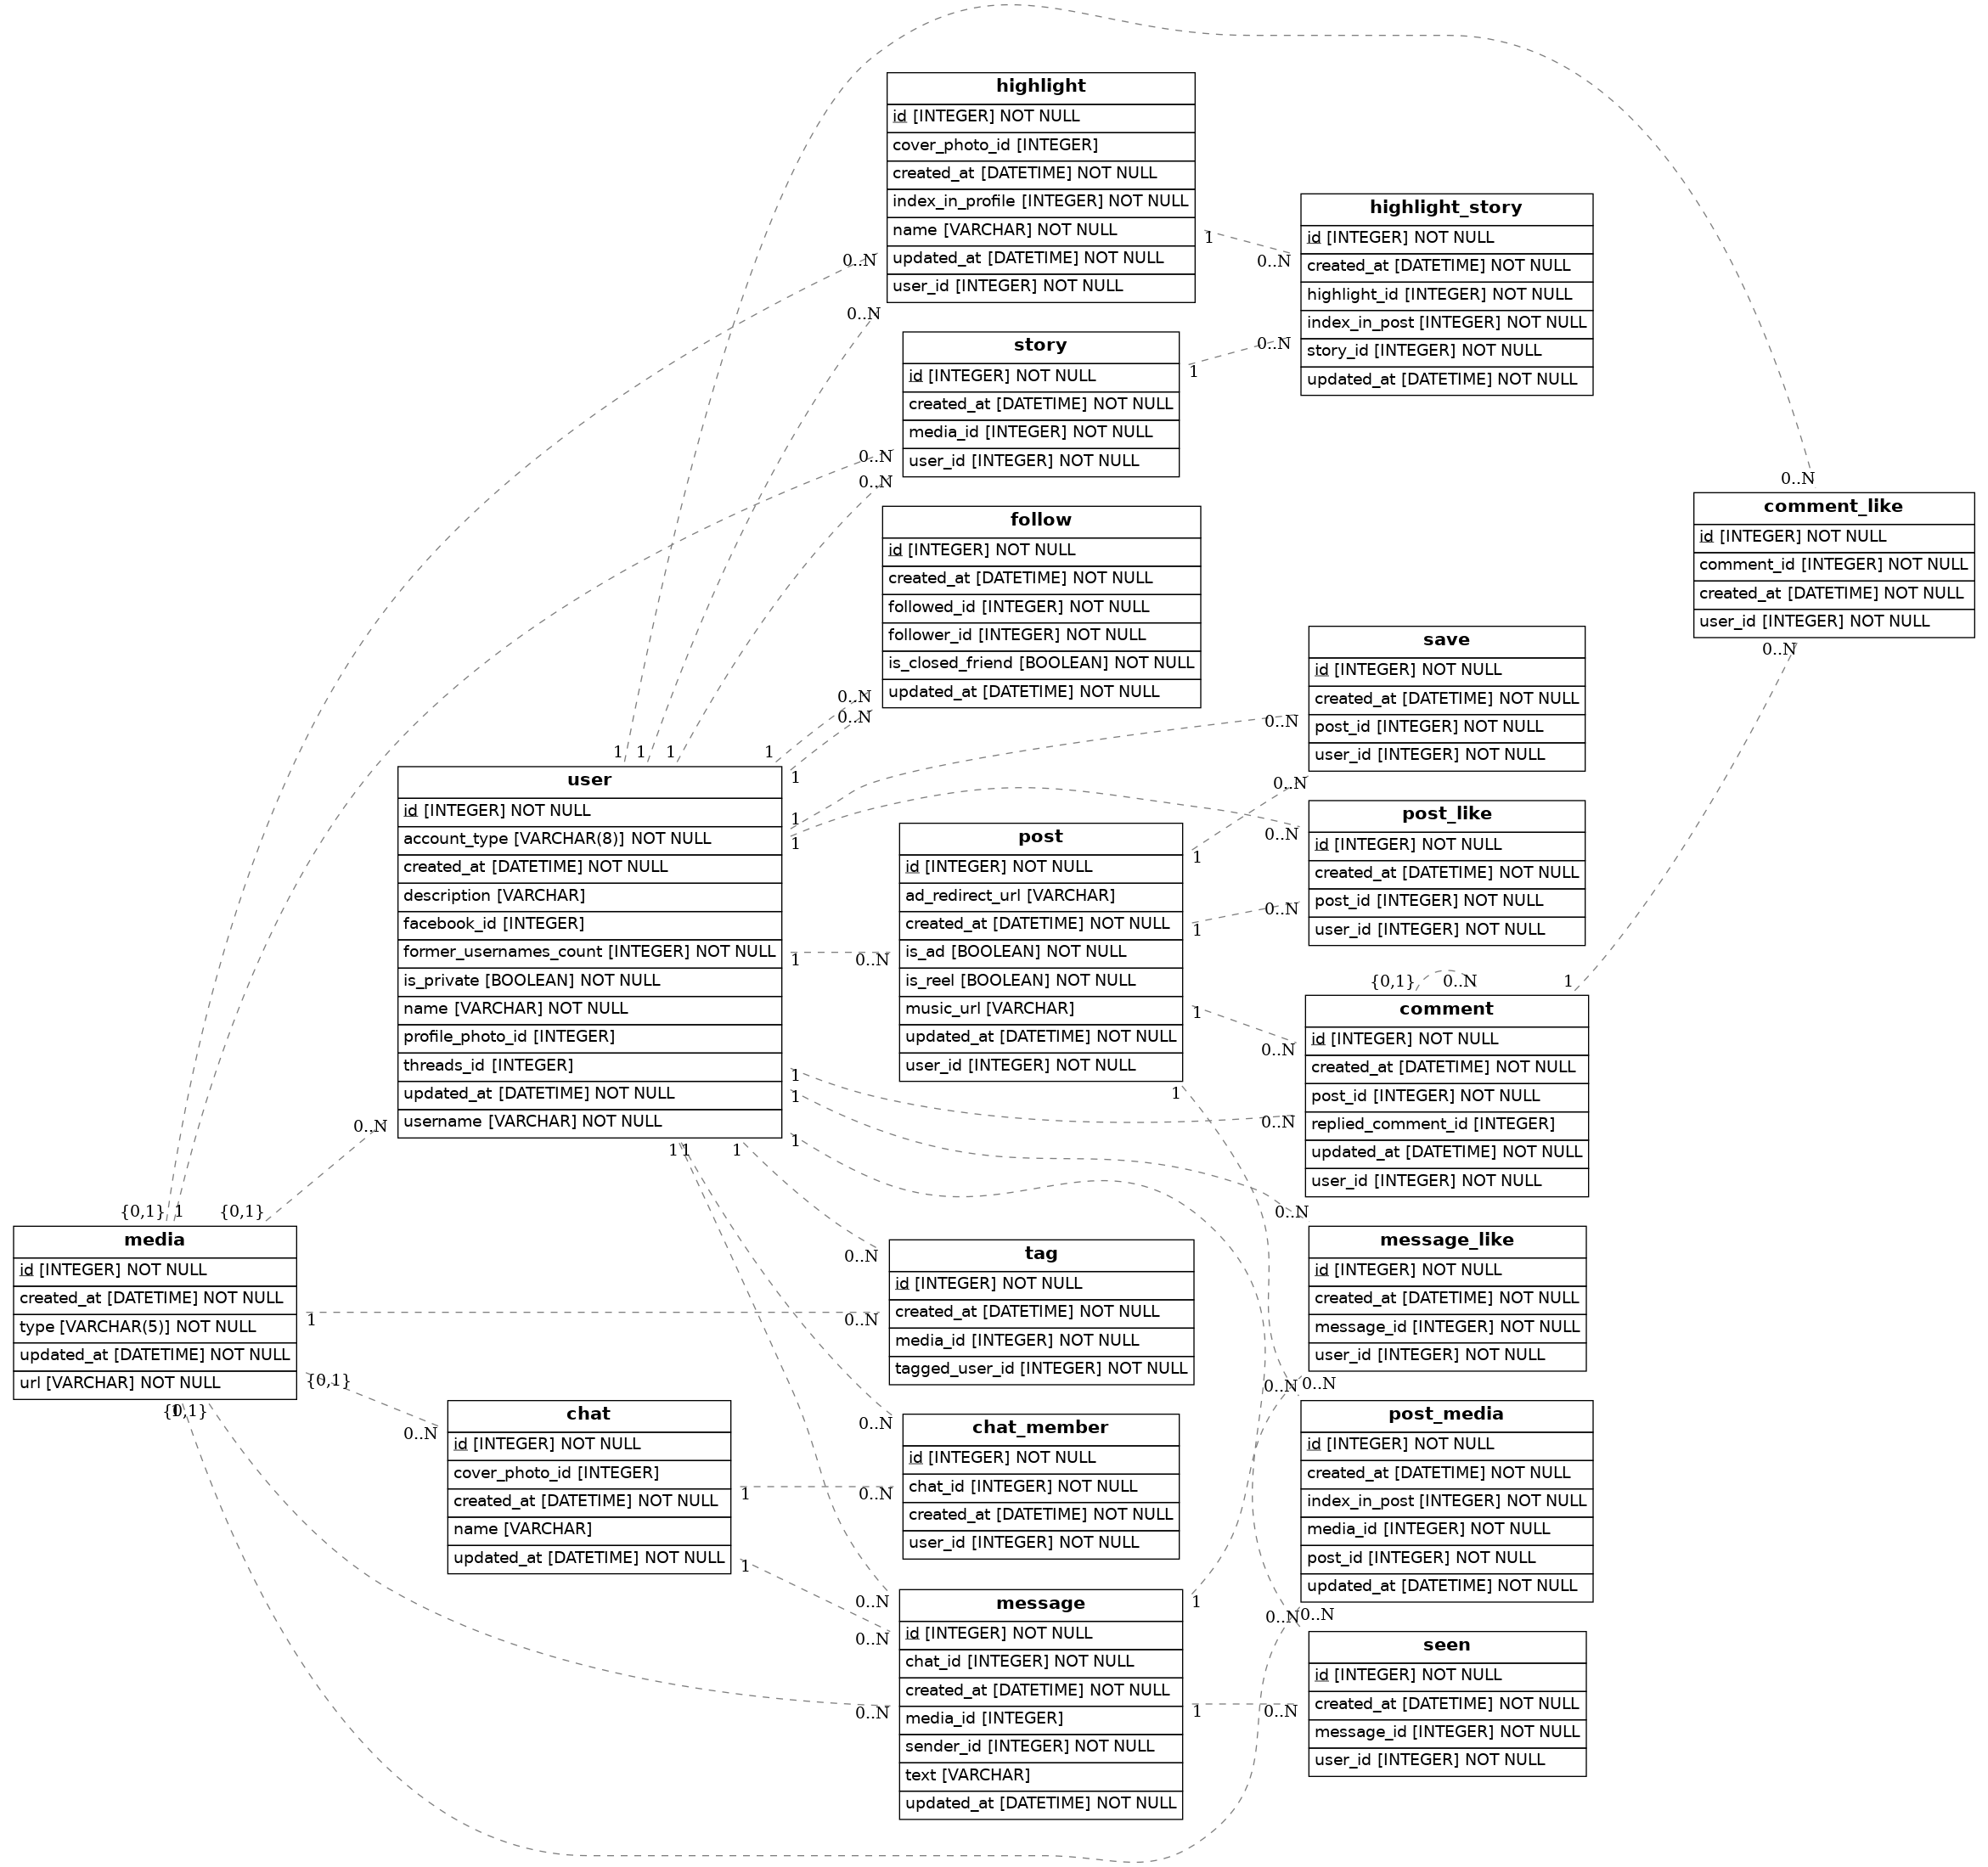 highlight
id [INTEGER] NOT NULL
cover_photo_id [INTEGER]
created_at [DATETIME] NOT NULL
index_in_profile [INTEGER] NOT NULL
name [VARCHAR] NOT NULL
updated_at [DATETIME] NOT NULL
user_id [INTEGER] NOT NULL
0..N
0..N
1
highlight_story
id [INTEGER] NOT NULL
created_at [DATETIME] NOT NULL
highlight_id [INTEGER] NOT NULL
index_in_post [INTEGER] NOT NULL
story_id [INTEGER] NOT NULL
updated_at [DATETIME] NOT NULL
0..N
0..N
story
id [INTEGER] NOT NULL
created_at [DATETIME] NOT NULL
media_id [INTEGER] NOT NULL
user_id [INTEGER] NOT NULL
1
0..N
0..N
follow
id [INTEGER] NOT NULL
created_at [DATETIME] NOT NULL
followed_id [INTEGER] NOT NULL
follower_id [INTEGER] NOT NULL
is_closed_friend [BOOLEAN] NOT NULL
updated_at [DATETIME] NOT NULL
0..N
0..N
0..N
comment_like
id [INTEGER] NOT NULL
comment_id [INTEGER] NOT NULL
created_at [DATETIME] NOT NULL
user_id [INTEGER] NOT NULL
0..N
save
id [INTEGER] NOT NULL
created_at [DATETIME] NOT NULL
post_id [INTEGER] NOT NULL
user_id [INTEGER] NOT NULL
0..N
0..N
1
1
1
1
1
user
id [INTEGER] NOT NULL
account_type [VARCHAR(8)] NOT NULL
created_at [DATETIME] NOT NULL
description [VARCHAR]
facebook_id [INTEGER]
former_usernames_count [INTEGER] NOT NULL
is_private [BOOLEAN] NOT NULL
name [VARCHAR] NOT NULL
profile_photo_id [INTEGER]
threads_id [INTEGER]
updated_at [DATETIME] NOT NULL
username [VARCHAR] NOT NULL
1
1
1
1
1
1
1
1
1
0..N
post
id [INTEGER] NOT NULL
ad_redirect_url [VARCHAR]
created_at [DATETIME] NOT NULL
is_ad [BOOLEAN] NOT NULL
is_reel [BOOLEAN] NOT NULL
music_url [VARCHAR]
updated_at [DATETIME] NOT NULL
user_id [INTEGER] NOT NULL
0..N
1
1
1
1
post_like
id [INTEGER] NOT NULL
created_at [DATETIME] NOT NULL
post_id [INTEGER] NOT NULL
user_id [INTEGER] NOT NULL
0..N
0..N
{0,1}
0..N
1
comment
id [INTEGER] NOT NULL
created_at [DATETIME] NOT NULL
post_id [INTEGER] NOT NULL
replied_comment_id [INTEGER]
updated_at [DATETIME] NOT NULL
user_id [INTEGER] NOT NULL
0..N
0..N
{0,1}
1
{0,1}
media
id [INTEGER] NOT NULL
created_at [DATETIME] NOT NULL
type [VARCHAR(5)] NOT NULL
updated_at [DATETIME] NOT NULL
url [VARCHAR] NOT NULL
1
{0,1}
1
{0,1}
tag
id [INTEGER] NOT NULL
created_at [DATETIME] NOT NULL
media_id [INTEGER] NOT NULL
tagged_user_id [INTEGER] NOT NULL
0..N
0..N
message_like
id [INTEGER] NOT NULL
created_at [DATETIME] NOT NULL
message_id [INTEGER] NOT NULL
user_id [INTEGER] NOT NULL
0..N
0..N
chat
id [INTEGER] NOT NULL
cover_photo_id [INTEGER]
created_at [DATETIME] NOT NULL
name [VARCHAR]
updated_at [DATETIME] NOT NULL
0..N
1
1
chat_member
id [INTEGER] NOT NULL
chat_id [INTEGER] NOT NULL
created_at [DATETIME] NOT NULL
user_id [INTEGER] NOT NULL
0..N
0..N
post_media
id [INTEGER] NOT NULL
created_at [DATETIME] NOT NULL
index_in_post [INTEGER] NOT NULL
media_id [INTEGER] NOT NULL
post_id [INTEGER] NOT NULL
updated_at [DATETIME] NOT NULL
0..N
0..N
message
id [INTEGER] NOT NULL
chat_id [INTEGER] NOT NULL
created_at [DATETIME] NOT NULL
media_id [INTEGER]
sender_id [INTEGER] NOT NULL
text [VARCHAR]
updated_at [DATETIME] NOT NULL
0..N
0..N
0..N
1
1
seen
id [INTEGER] NOT NULL
created_at [DATETIME] NOT NULL
message_id [INTEGER] NOT NULL
user_id [INTEGER] NOT NULL
0..N
0..N